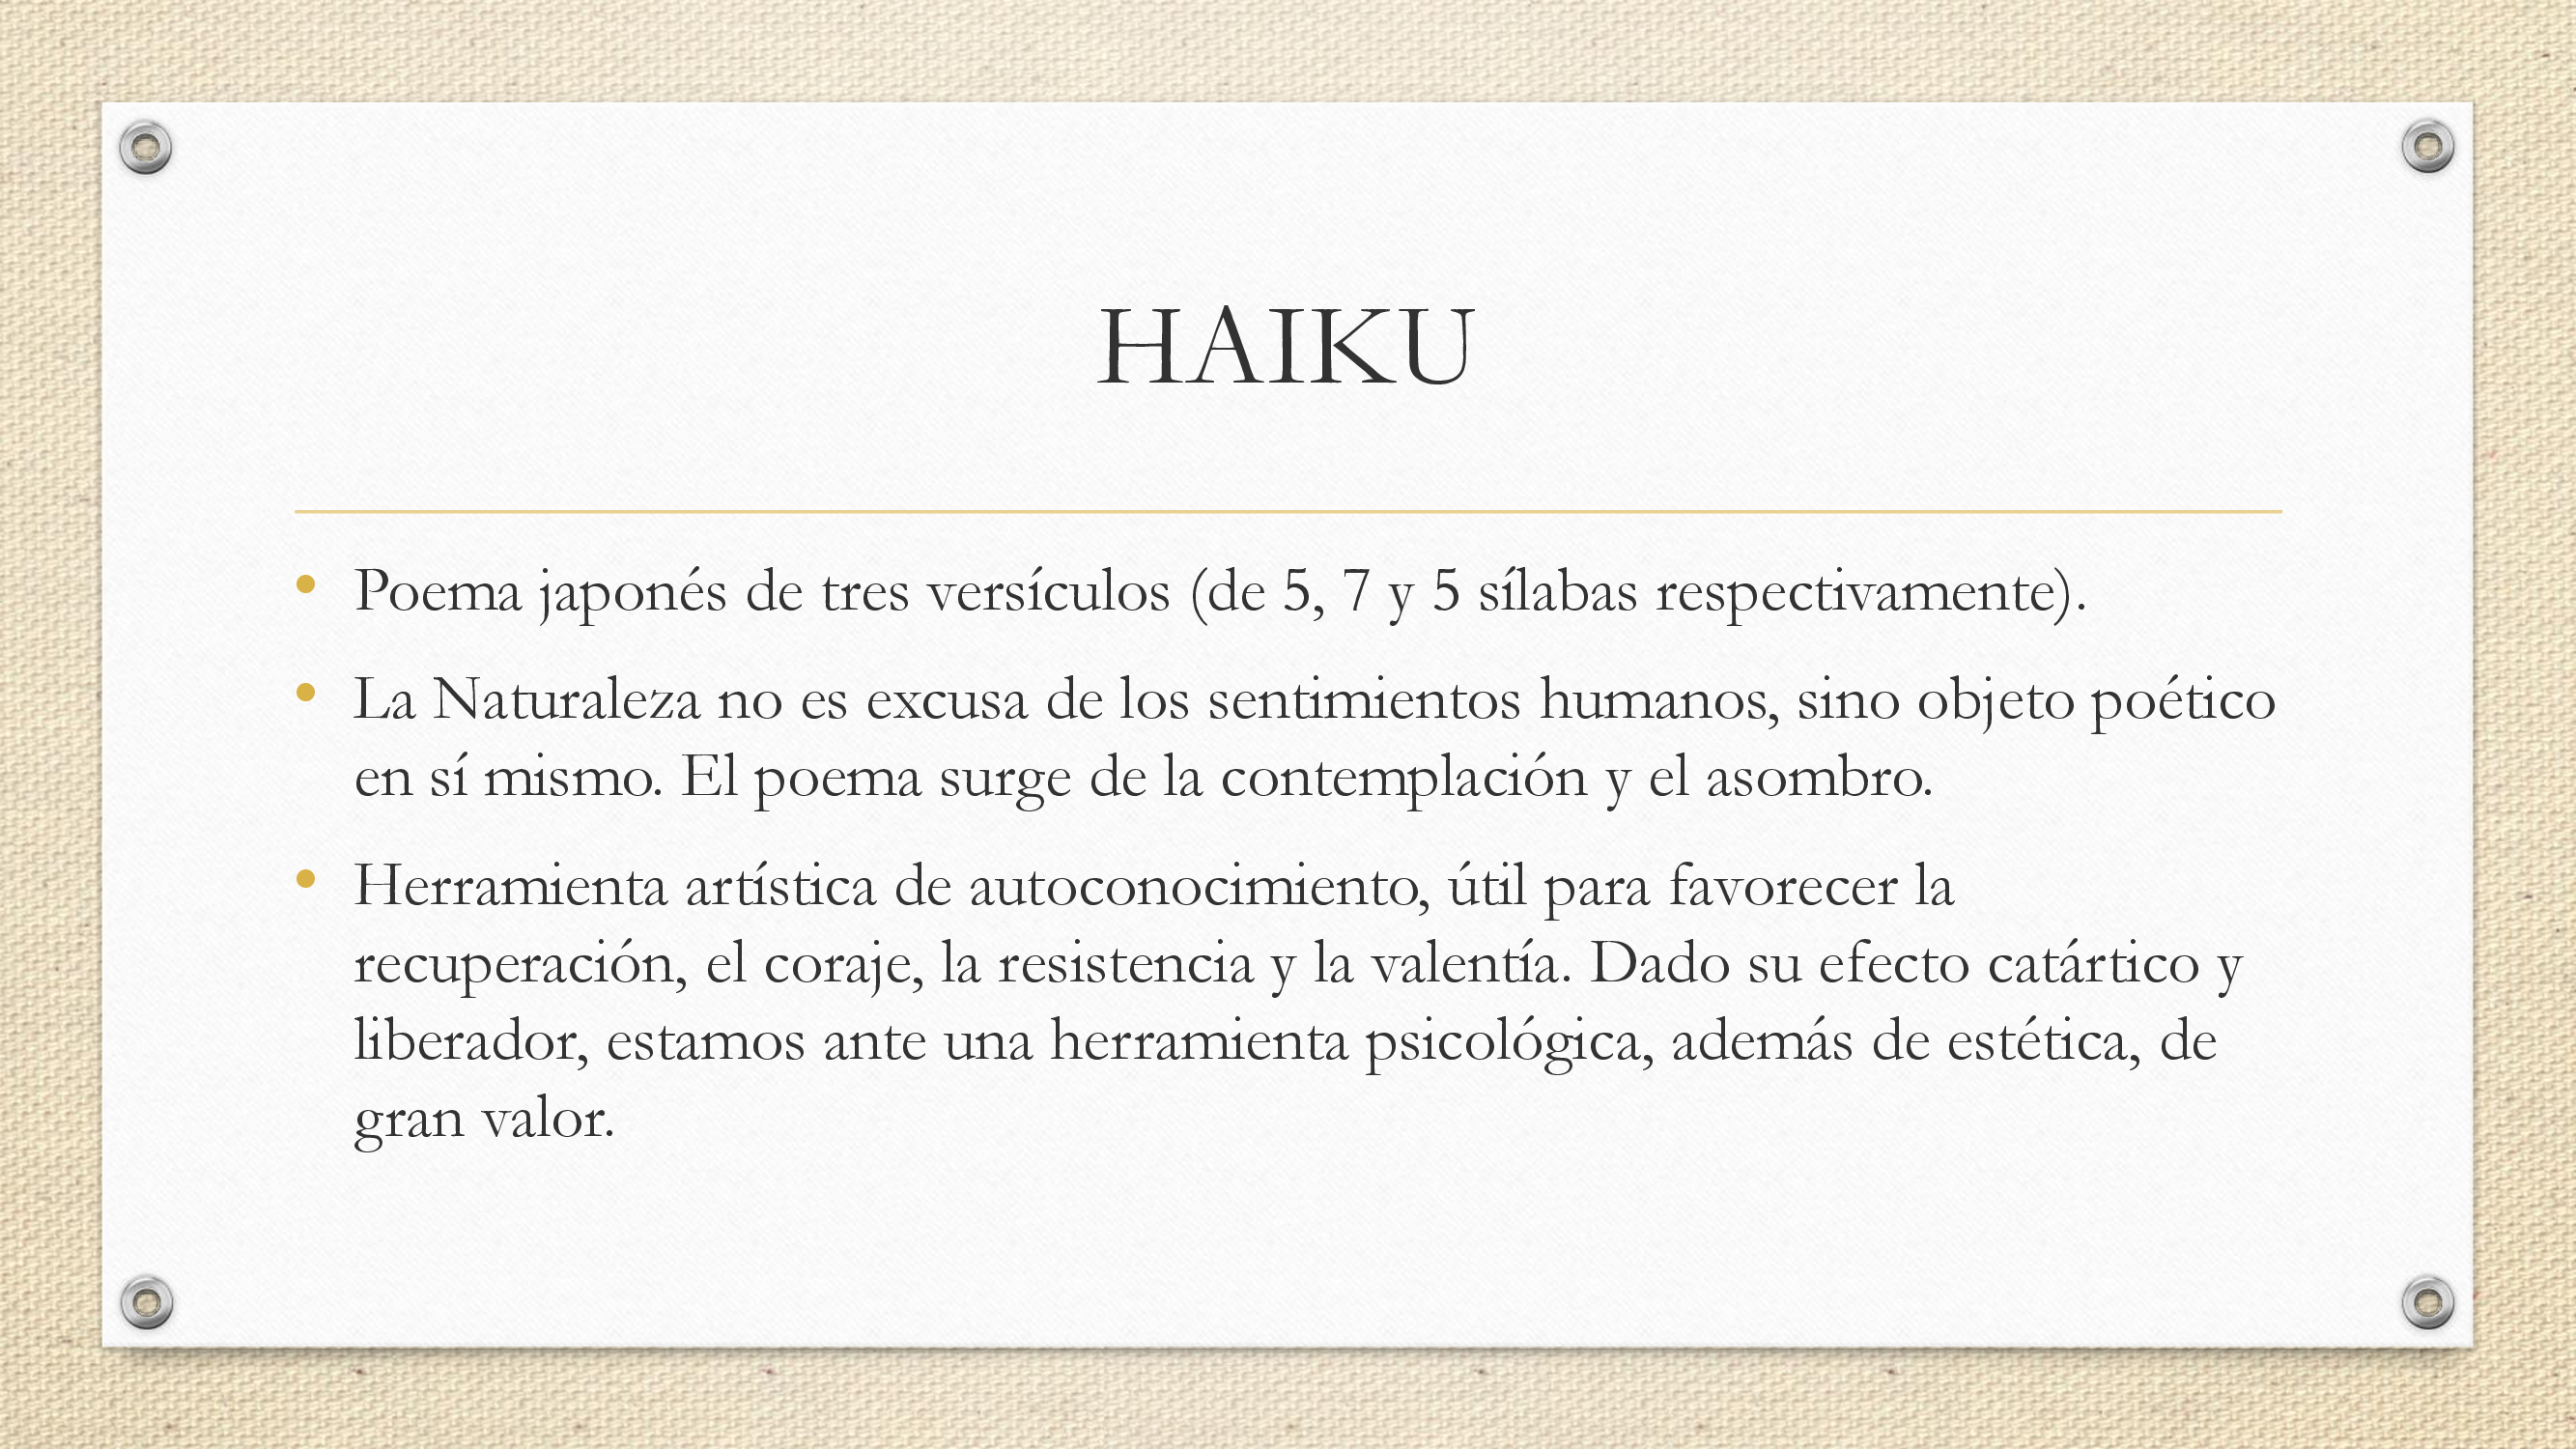 HAIKU
• Poema japonés de tres versículos (de 5, 7 y 5 sílabas respectivamente).
• La Naturaleza no es excusa de los sentimientos humanos, sino objeto poético
en sí mismo. El poema surge de la contemplación y el asombro.
• Herramienta artística de autoconocimiento, útil para favorecer la
recuperación, el coraje, la resistencia y la valentía. Dado su efecto catártico y
liberador, estamos ante una herramienta psicológica, además de estética, de
gran valor.